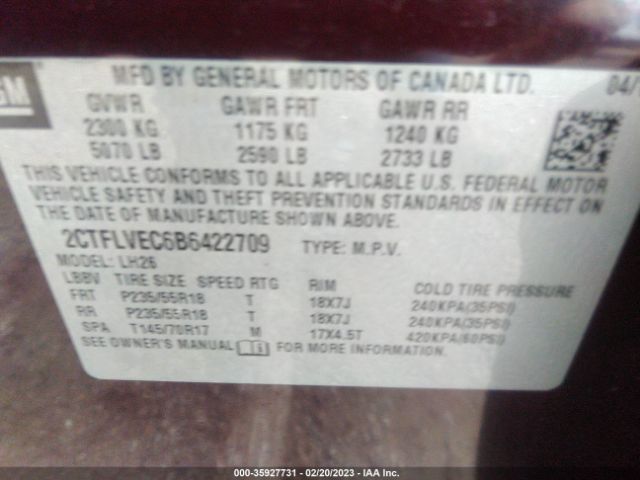 GM
MFD BY GENERAL MOTORS OF CANADA LTD. 04/
GVWR GAWR FRT GAWR RR
2300 KG 1175 KG 1240 KG
5070 LB 2590 LB 2733 LB
THIS VEHICLE CONFORMS TO ALL APPLICABLE U.S. FEDERAL MOTOR
VEHICLE SAFETY AND THEFT PREVENTION STANDARDS IN EFFECT ON
THE DATE OF MANUFACTURE SHOWN ABOVE.
2CTFLVEC6B6422709 TYPE: M.P.V.
MODEL: LH26
LBBV TIRE SIZE SPEED RTG RIM COLD TIRE PRESSURE
FRT P235/55R18 T 18X7J 240KPA(35PSI)
RR P235/55R18 T 18X7J 240KPA(35PSI)
SPA T145/70R17 M 17X4.5T 420KPA(60PSI)
SEE OWNER'S MANUAL FOR MORE INFORMATION.
000-35927731 - 02/20/2023 - IAA Inc.